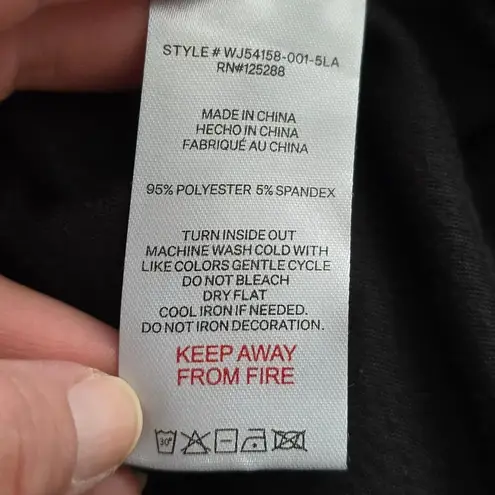 STYLE # WJ54158-001-5LA
RN#125288
MADE IN CHINA
HECHO IN CHINA
FABRIQUÉ AU CHINA
95% POLYESTER 5% SPANDEX
TURN INSIDE OUT
MACHINE WASH COLD WITH
LIKE COLORS GENTLE CYCLE
DO NOT BLEACH
DRY FLAT
COOL IRON IF NEEDED.
DO NOT IRON DECORATION.
KEEP AWAY
FROM FIRE
30°